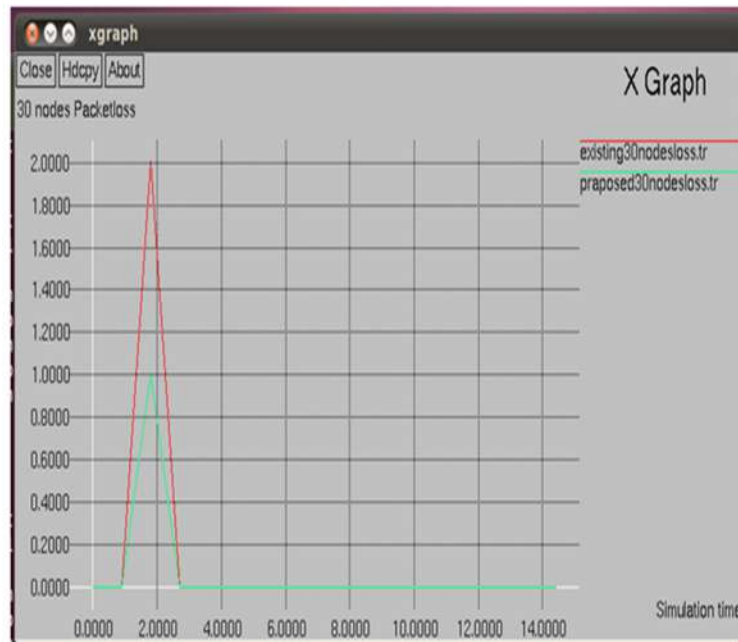 xgraph
Close Hdcpy About
X Graph
30 nodes Packetloss
existing30nodesloss.tr
praposed30nodesloss.tr
2.0000
1.8000
1.6000
1.4000
1.2000
1.0000
0.8000
0.6000
0.4000
0.2000
0.0000
0.0000 2.0000 4.0000 6.0000 8.0000 10.0000 12.0000 14.0000
Simulation time